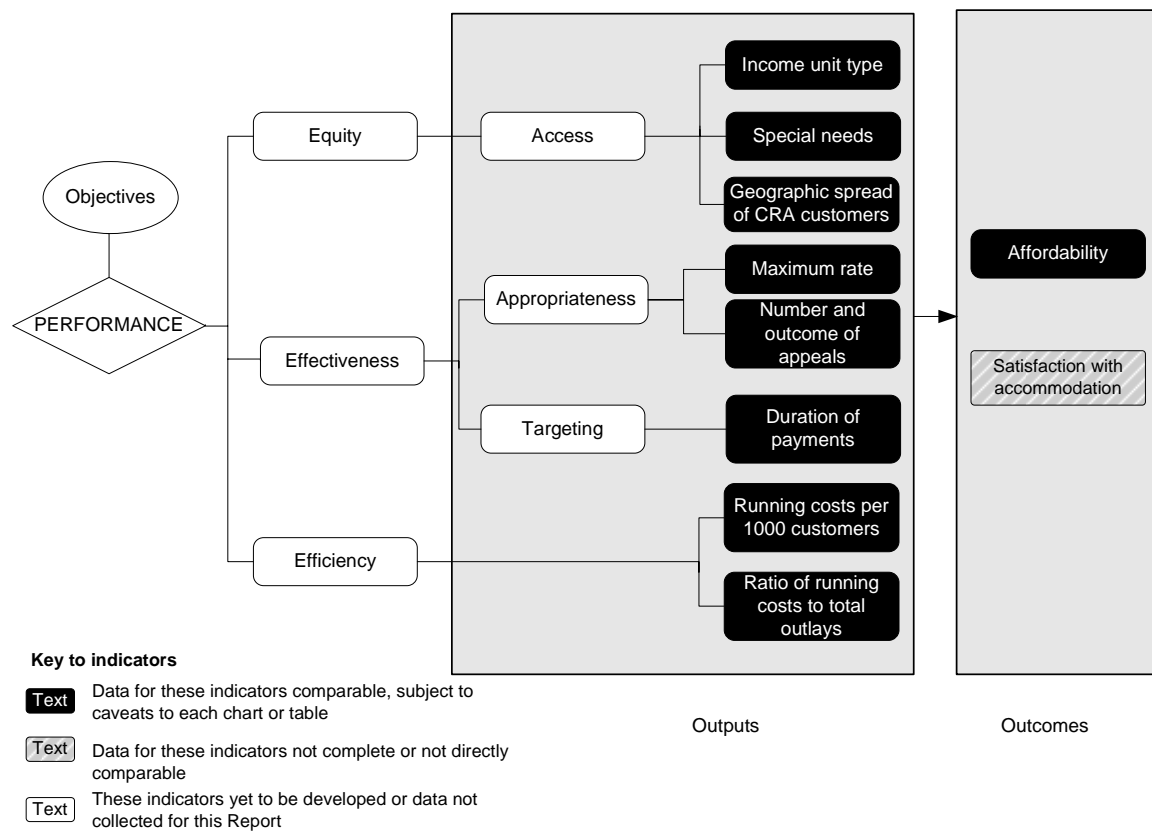 Objectives
PERFORMANCE
Equity
Effectiveness
Efficiency
Access
Appropriateness
Targeting
Income unit type
Special needs
Geographic spread
of CRA customers
Maximum rate
Number and
outcome of
appeals
Duration of
payments
Running costs per
1000 customers
Ratio of running
costs to total
outlays
Affordability
Satisfaction with
accommodation
Outputs
Outcomes
Key to indicators
Text
Data for these indicators comparable, subject to
caveats to each chart or table
Text
Data for these indicators not complete or not directly
comparable
Text
These indicators yet to be developed or data not
collected for this Report